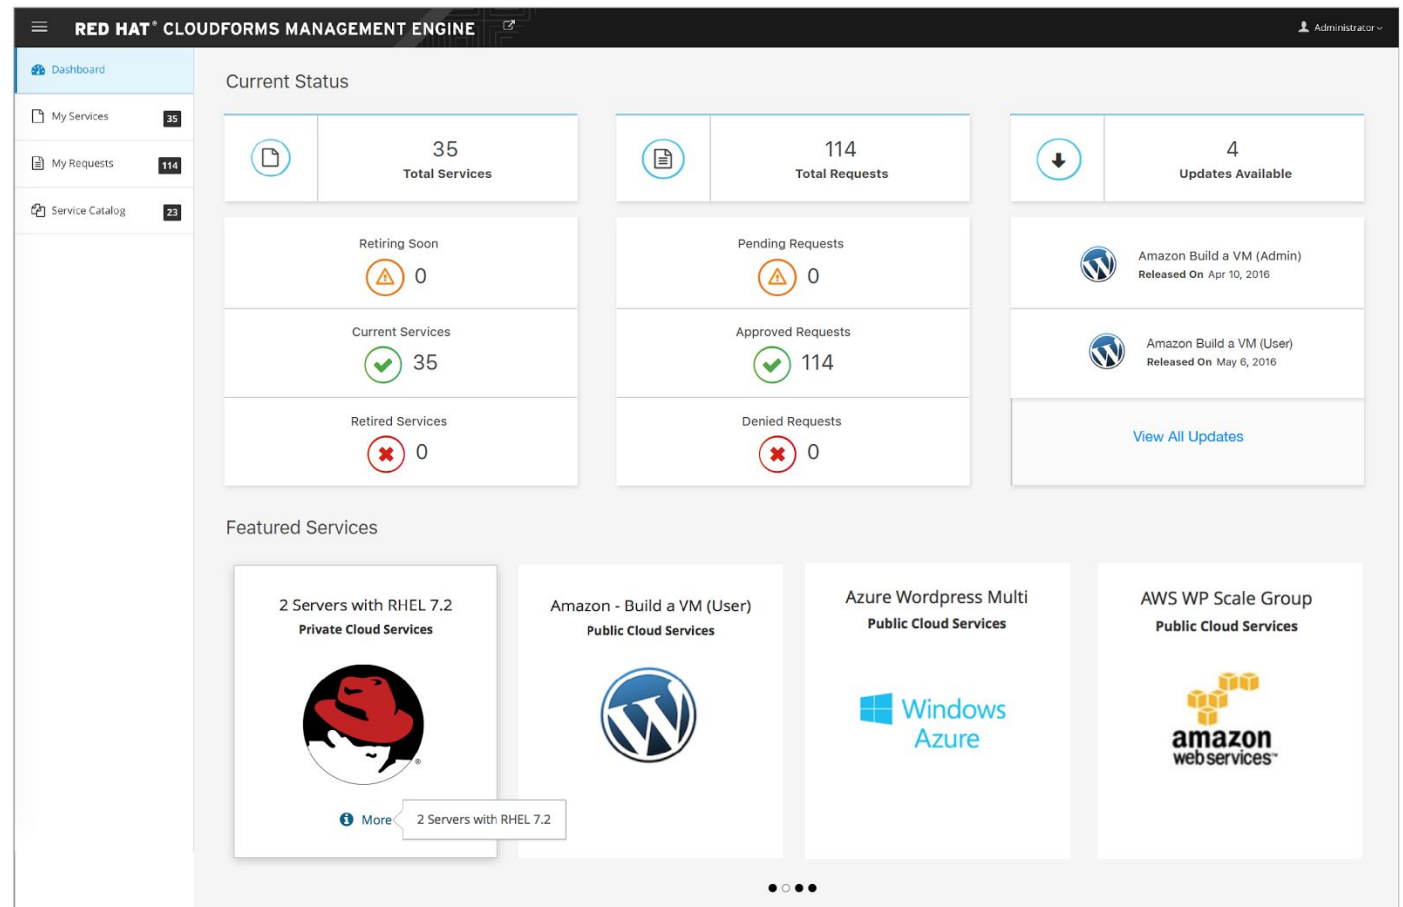 RED HAT® CLOUDFORMS MANAGEMENT ENGINE
Administrator
Dashboard
My Services 35
My Requests 114
Service Catalog 23
Current Status
35
Total Services
114
Total Requests
4
Updates Available
Retiring Soon
0
Current Services
35
Retired Services
0
Pending Requests
0
Approved Requests
114
Denied Requests
0
Amazon Build a VM (Admin)
Released On Apr 10, 2016
Amazon Build a VM (User)
Released On May 6, 2016
View All Updates
Featured Services
2 Servers with RHEL 7.2
Private Cloud Services
®
More
2 Servers with RHEL 7.2
Amazon - Build a VM (User)
Public Cloud Services
Azure Wordpress Multi
Public Cloud Services
Windows
Azure
AWS WP Scale Group
Public Cloud Services
amazon
webservices™